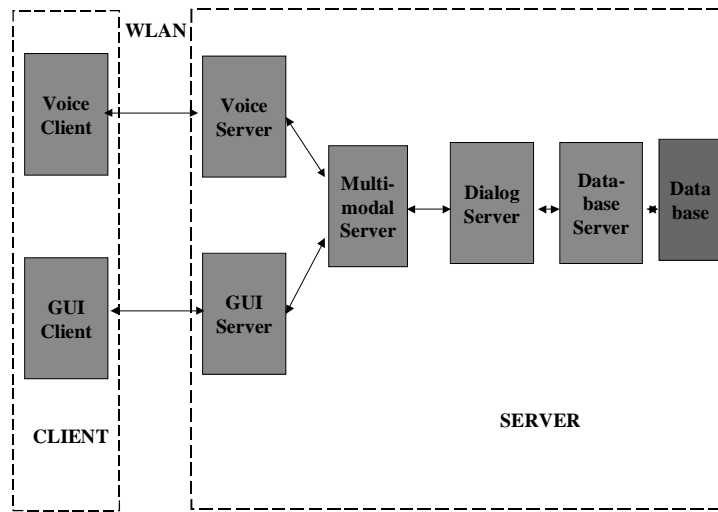 WLAN
Voice
Client
Voice
Server
Multi-
modal
Server
Dialog
Server
Data-
base
Server
Data
base
GUI
Client
GUI
Server
CLIENT
SERVER